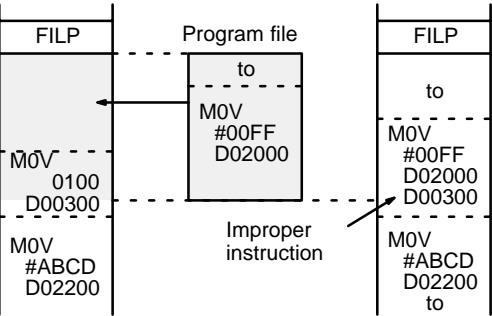 FILP
M0V
0100
D00300
M0V
#ABCD
D02200
Program file
to
M0V
#00FF
D02000
Improper
instruction
FILP
to
M0V
#00FF
D02000
D00300
M0V
#ABCD
D02200
to